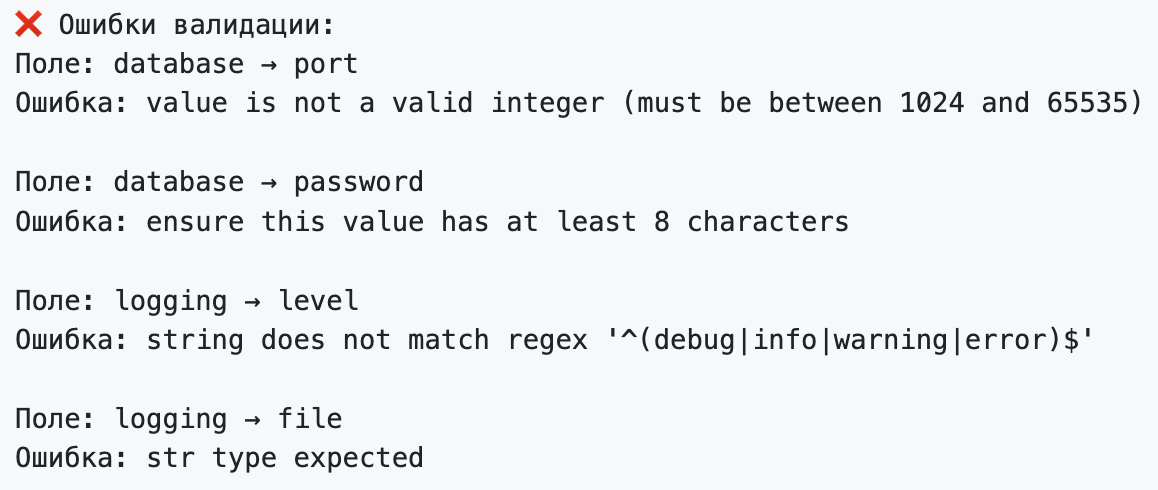 ❌ Ошибки валидации:
Поле: database → port
Ошибка: value is not a valid integer (must be between 1024 and 65535)
Поле: database → password
Ошибка: ensure this value has at least 8 characters
Поле: logging → level
Ошибка: string does not match regex '^(debug|info|warning|error)$'
Поле: logging → file
Ошибка: str type expected